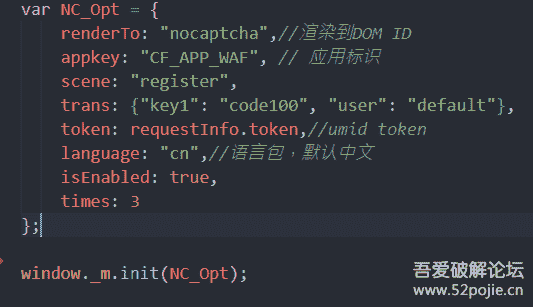 var NC_Opt = {
renderTo: "nocaptcha",//渲染到DOM ID
appkey: "CF_APP_WAF", // 应用标识
scene: "register",
trans: {"key1": "code100", "user": "default"},
token: requestInfo.token,//umid token
language: "cn",//语言包，默认中文
isEnabled: true,
times: 3
};
window._m.init(NC_Opt);
吾爱破解论坛
www.52pojie.cn